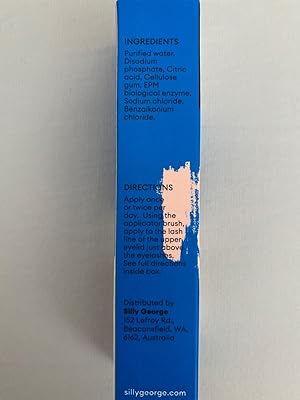 INGREDIENTS
Purified water,
Disodium
phosphate, Citric
acid, Cellulose
gum, EPM
biological enzyme,
Sodium chloride,
Benzalkonium
chloride.
DIRECTIONS
Apply once
or twice per
day. Using the
applicator brush,
apply to the lash
line of the upper
eyelid just above
the eyelashes.
See full directions
inside box.
Distributed by
Silly George
152 Lefroy Rd.,
Beaconsfield, WA,
6162, Australia
sillygeorge.com